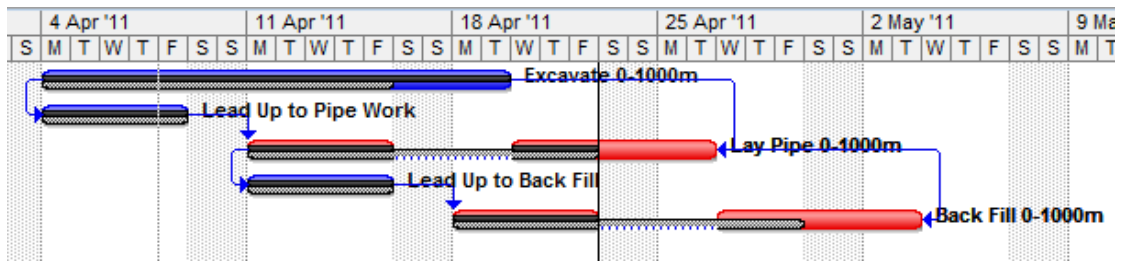 4 Apr '11 11 Apr '11 18 Apr '11 25 Apr '11 2 May '11 9 Ma
S M T W T F S S M T W T F S S M T W T F S S M T W T F S S M T W T F S S M T
Excavate 0-1000m
Lead Up to Pipe Work
Lay Pipe 0-1000m
Lead Up to Back Fill
Back Fill 0-1000m